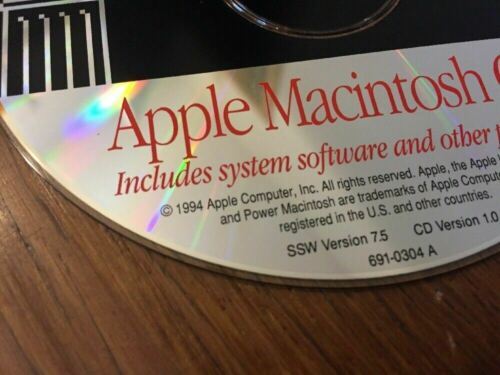 Apple Macintosh
Includes system software and other
© 1994 Apple Computer, Inc. All rights reserved. Apple, the Apple
and Power Macintosh are trademarks of Apple Compute
registered in the U.S. and other countries.
SSW Version 7.5 CD Version 1.0
691-0304 A